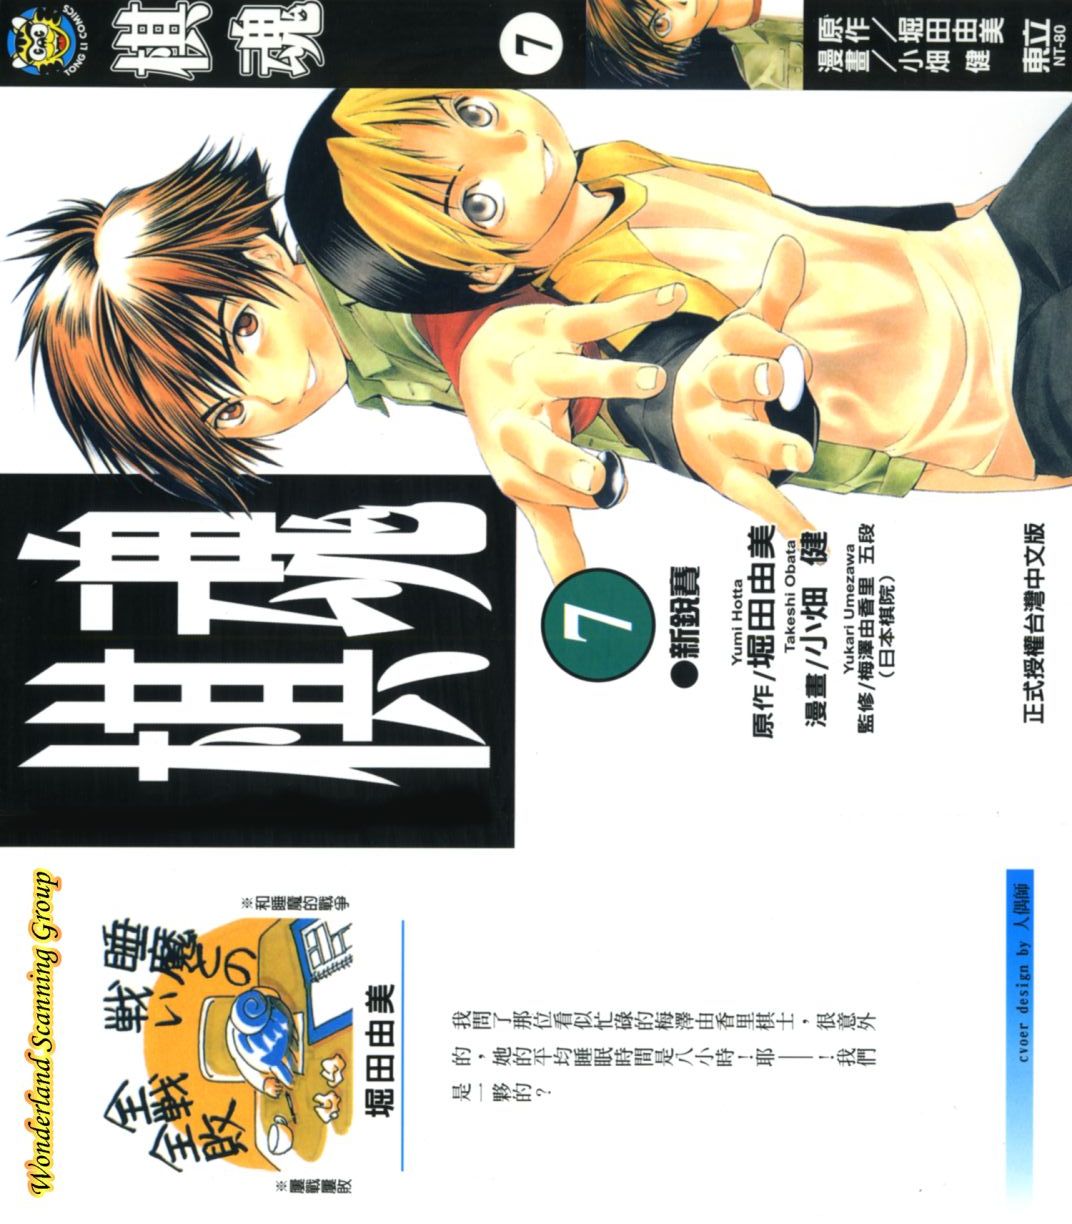 TONG LI COMICS
棋魂
7
原作／堀田由美
漫畫／小畑 健
東立
NT-80
棋魂
7
●新銳賽
Yumi Hotta
原作/堀田由美
Takeshi Obata
漫畫/小畑 健
Yukari Umezawa
監修/梅澤由香里 五段
（日本棋院）
正式授權台灣中文版
Wonderland Scanning Group
※和睡魔的戰爭
睡魔との
戦い
全戦
全敗
※屢戰屢敗
堀田由美
我問了那位看似忙碌的梅澤由香里棋士，很意外
的，她的平均睡眠時間是八小時！耶——！我們
是一夥的？
cvoer design by 人偶師